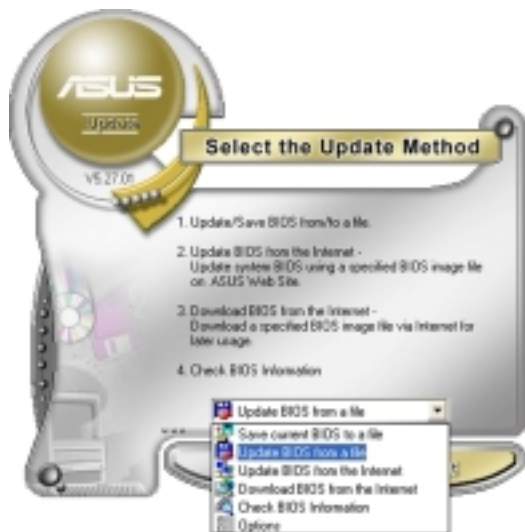 ASUS
Update
V5.27.01
Select the Update Method
1. Update/Save BIOS from/to a file.
2. Update BIOS from the Internet -
Update system BIOS using a specified BIOS image file
on ASUS Web Site.
3. Download BIOS from the Internet -
Download a specified BIOS image file via Internet for
later usage.
4. Check BIOS Information
Update BIOS from a file
Save current BIOS to a file
Update BIOS from a file
Update BIOS from the Internet
Download BIOS from the Internet
Check BIOS Information
Options